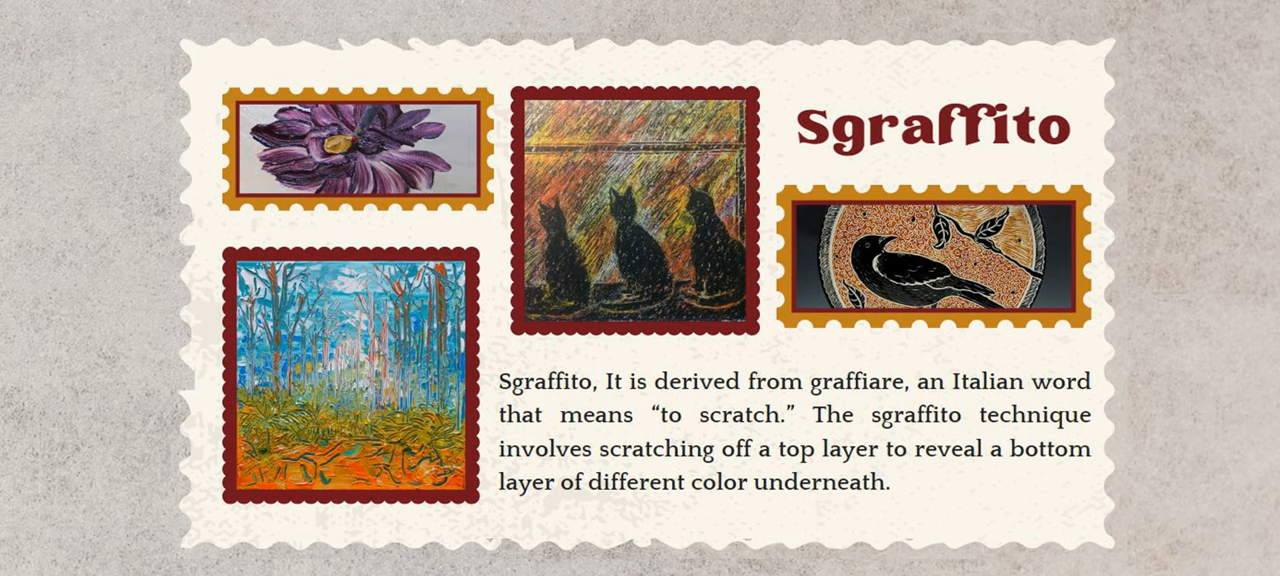 Sgraffito
Sgraffito, It is derived from graffiare, an Italian word
that means “to scratch.” The sgraffito technique
involves scratching off a top layer to reveal a bottom
layer of different color underneath.